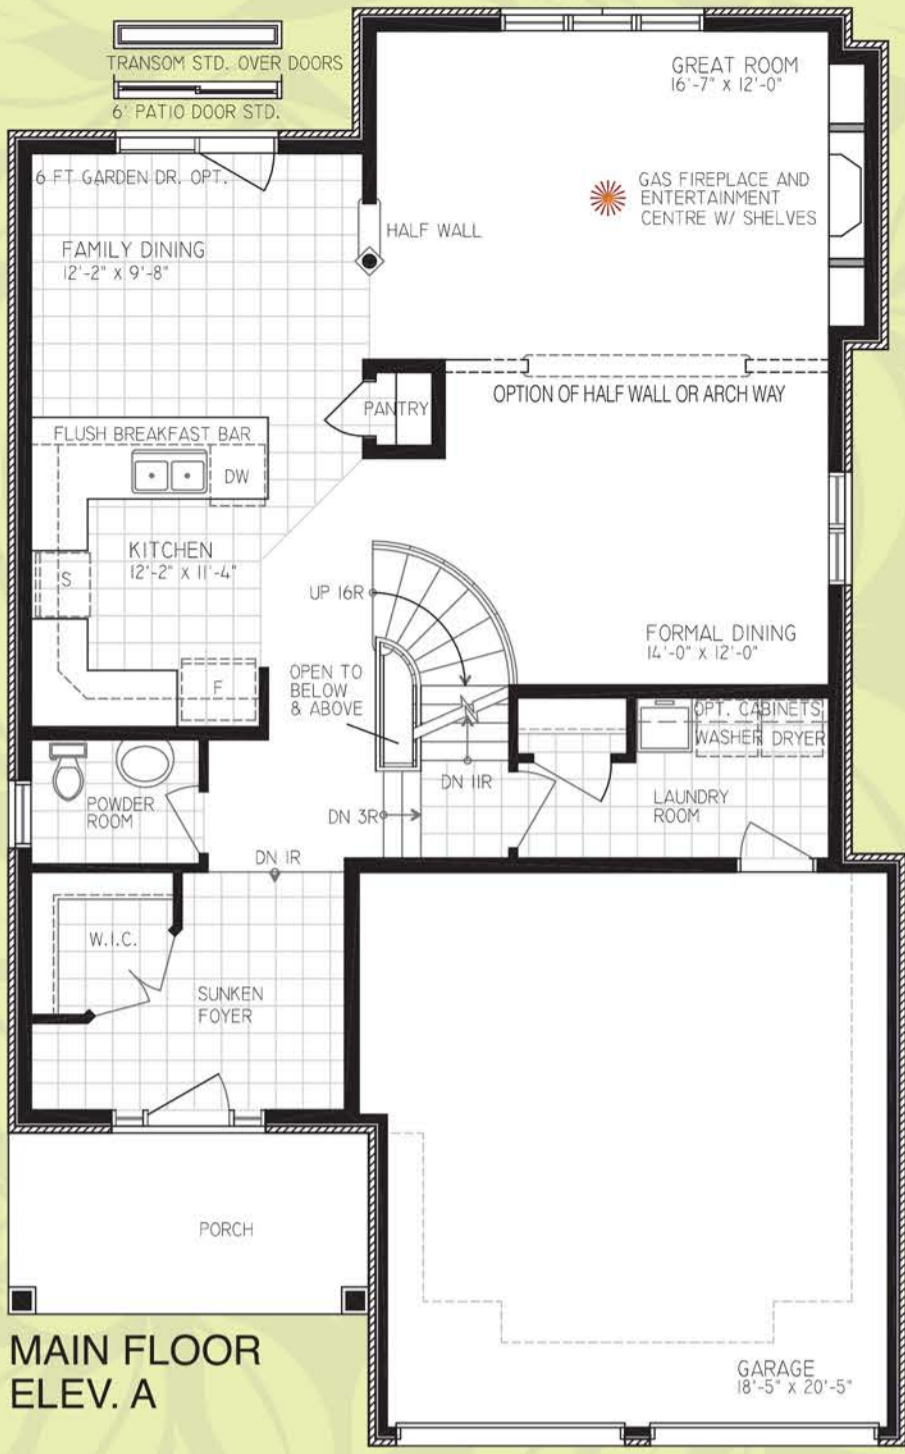 TRANSOM STD. OVER DOORS
6' PATIO DOOR STD.
GREAT ROOM
16'-7" X 12'-0"
6 FT GARDEN DR. OPT.
GAS FIREPLACE AND
ENTERTAINMENT
CENTRE W/ SHELVES
HALF WALL
FAMILY DINING
12'-2" X 9'-8"
OPTION OF HALF WALL OR ARCH WAY
PANTRY
FLUSH BREAKFAST BAR
DW
KITCHEN
12'-2" X 11'-4"
S
UP 16R
FORMAL DINING
14'-0" X 12'-0"
OPEN TO
BELOW
& ABOVE
F
OPT. CABINETS
WASHER DRYER
DN 11R
POWDER
ROOM
LAUNDRY
ROOM
DN 3R
DN 1R
W.I.C.
SUNKEN
FOYER
PORCH
MAIN FLOOR
ELEV. A
GARAGE
18'-5" X 20'-5"